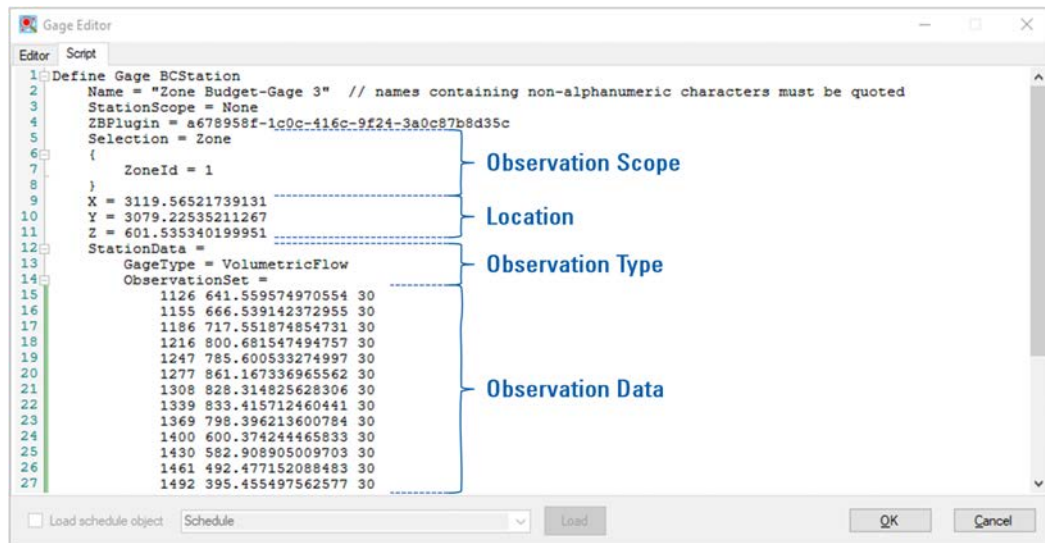 Gage Editor
Editor Script
1 Define Gage BCStation
2 Name = "Zone Budget-Gage 3" // names containing non-alphanumeric characters must be quoted
3 StationScope = None
4 ZBPlugin = a678958f-1c0c-416c-9f24-3a0c87b8d35c
5 Selection = Zone
6 {
7 ZoneId = 1
8 }
Observation Scope
9 X = 3119.56521739131
10 Y = 3079.22535211267
11 Z = 601.535340199951
Location
12 StationData =
13 GageType = VolumetricFlow
14 ObservationSet =
Observation Type
15 1126 641.559574970554 30
16 1155 666.539142372955 30
17 1186 717.551874854731 30
18 1216 800.681547494757 30
19 1247 785.600533274997 30
20 1277 861.167336965562 30
21 1308 828.314825628306 30
22 1339 833.415712460441 30
23 1369 798.396213600784 30
24 1400 600.374244465833 30
25 1430 582.908905009703 30
26 1461 492.477152088483 30
27 1492 395.455497562577 30
Observation Data
Load schedule object Schedule Load OK Cancel